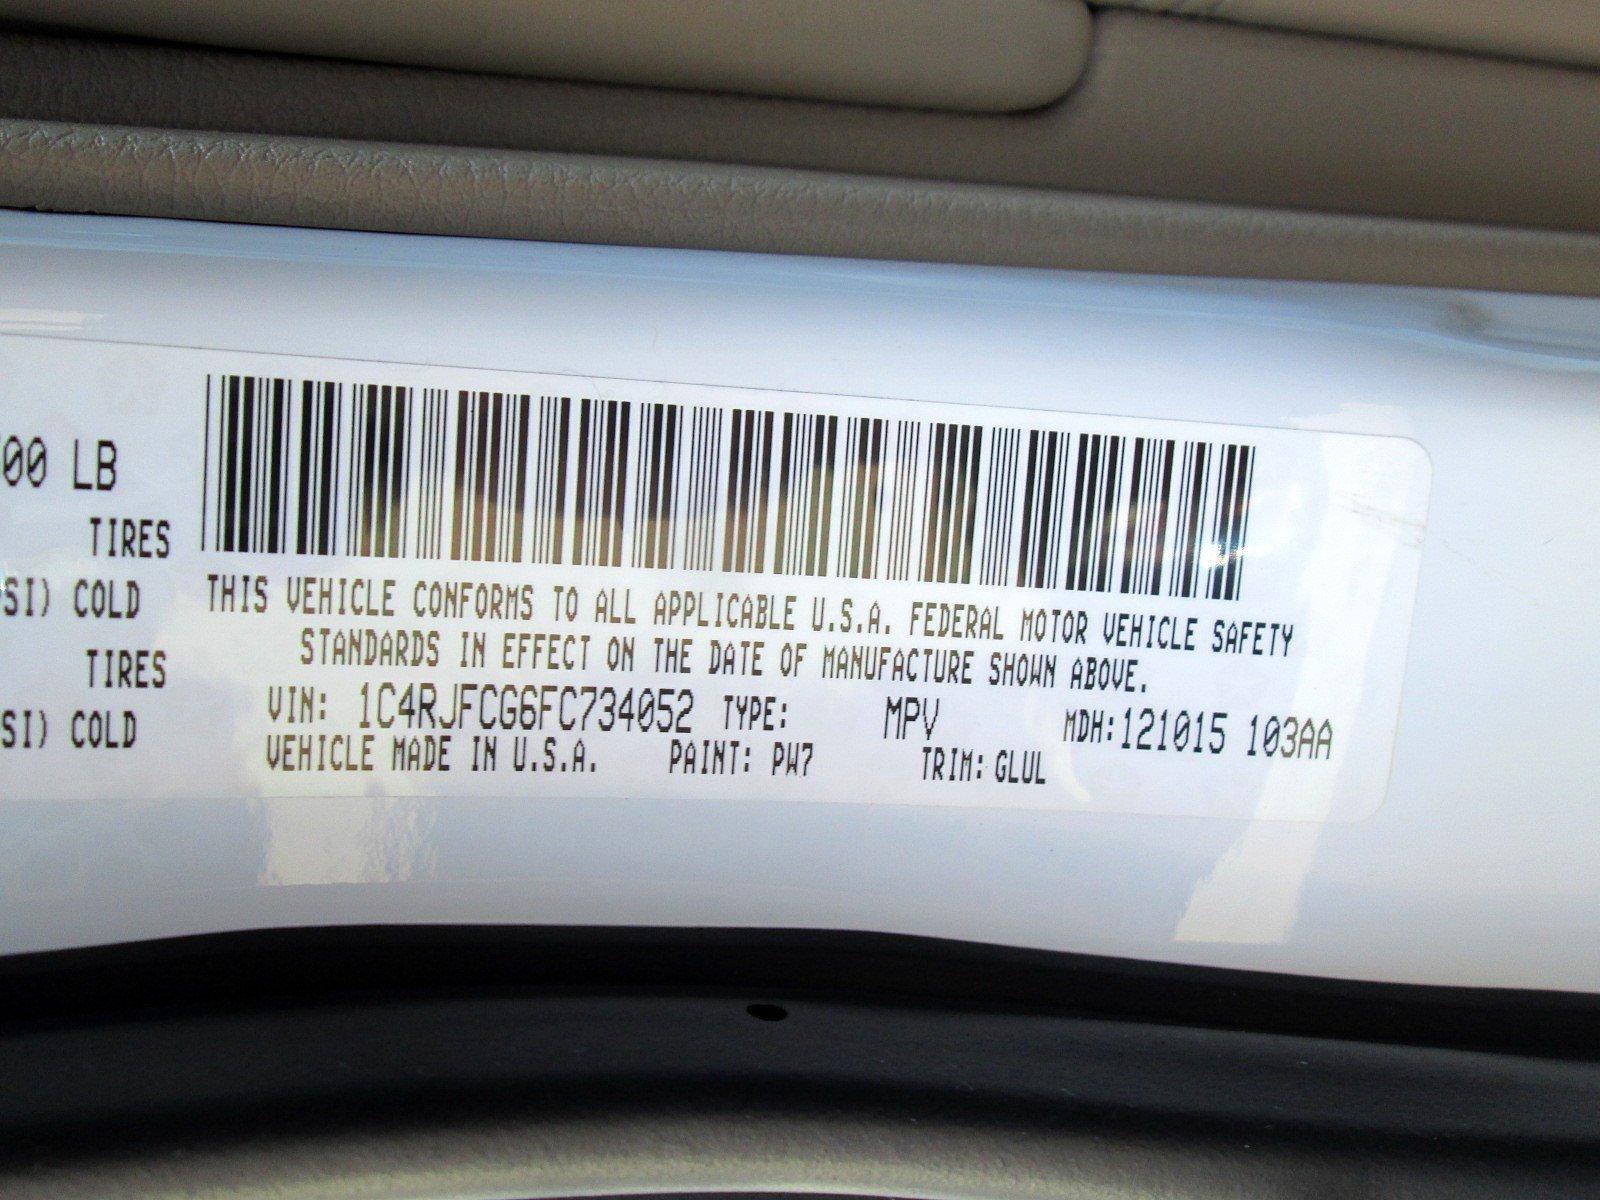 00 LB
TIRES
SI) COLD
TIRES
SI) COLD
THIS VEHICLE CONFORMS TO ALL APPLICABLE U.S.A. FEDERAL MOTOR VEHICLE SAFETY
STANDARDS IN EFFECT ON THE DATE OF MANUFACTURE SHOWN ABOVE.
VIN: 1C4RJFCG6FC734052 TYPE: MPV MDH:121015 103AA
VEHICLE MADE IN U.S.A. PAINT: PW7 TRIM: GLUL